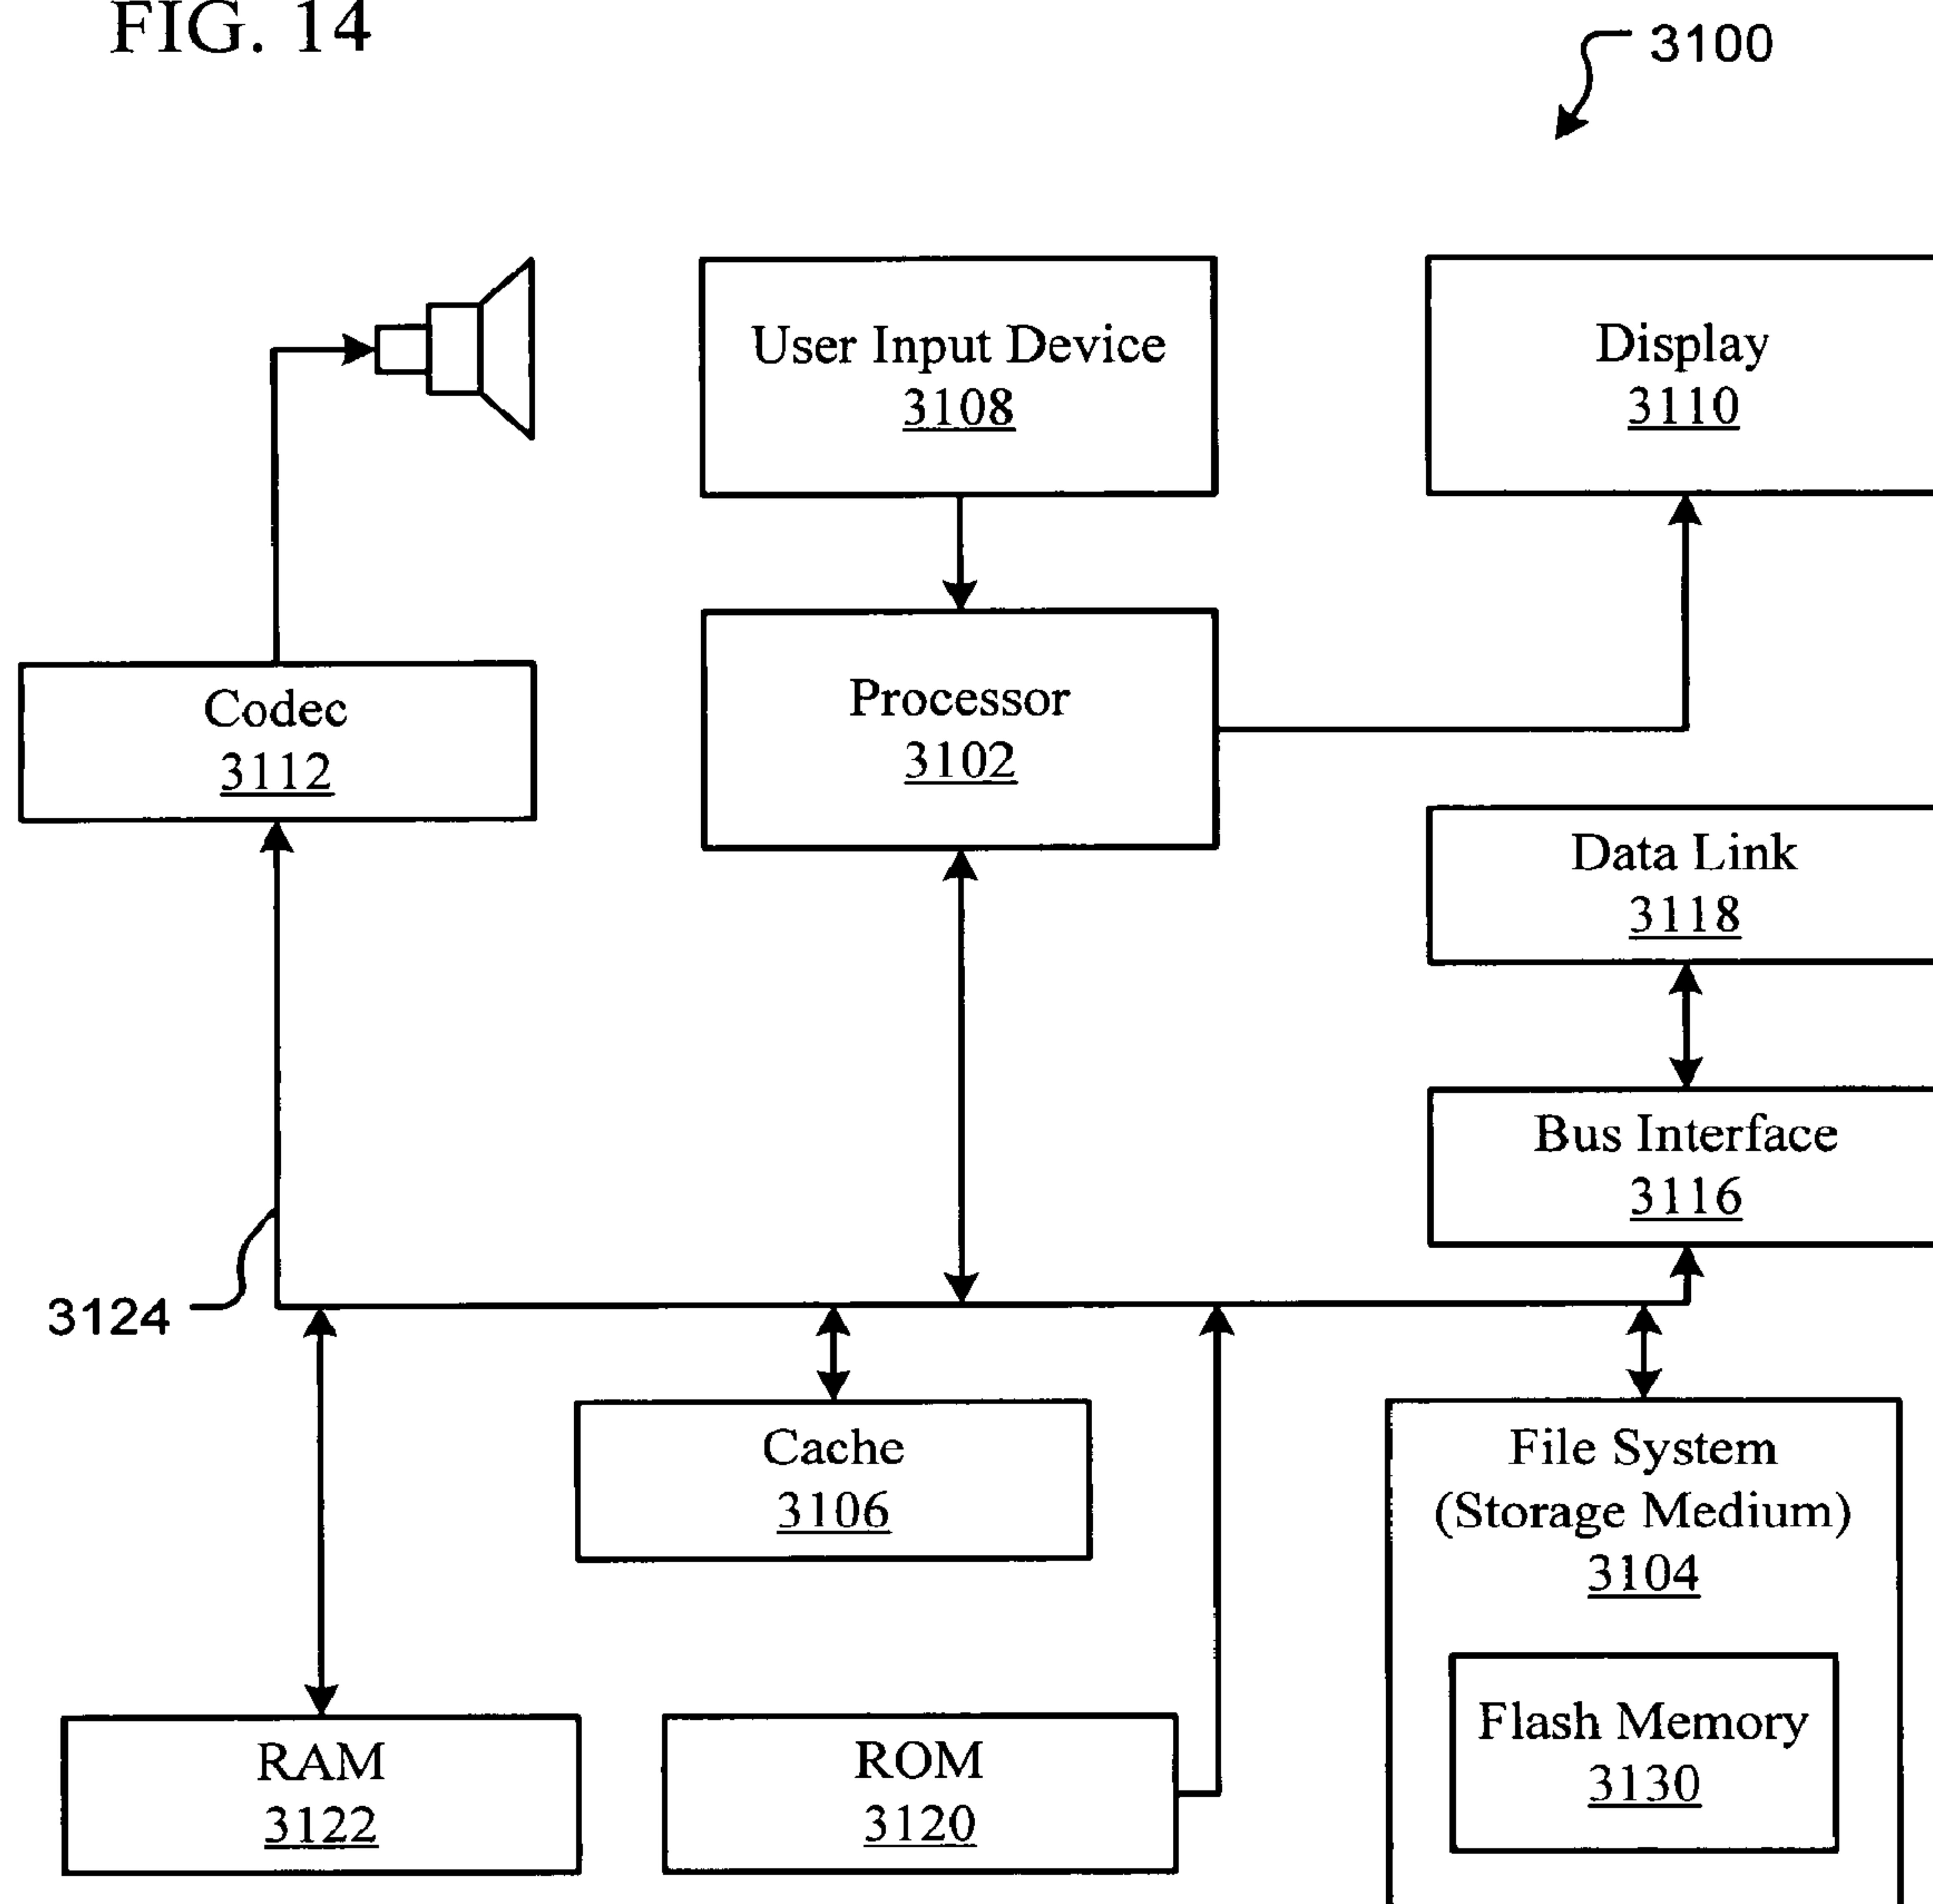 FIG. 14
3100
User Input Device
3108
Display
3110
Codec
3112
Processor
3102
Data Link
3118
Bus Interface
3116
3124
Cache
3106
File System
(Storage Medium)
3104
Flash Memory
3130
RAM
3122
ROM
3120